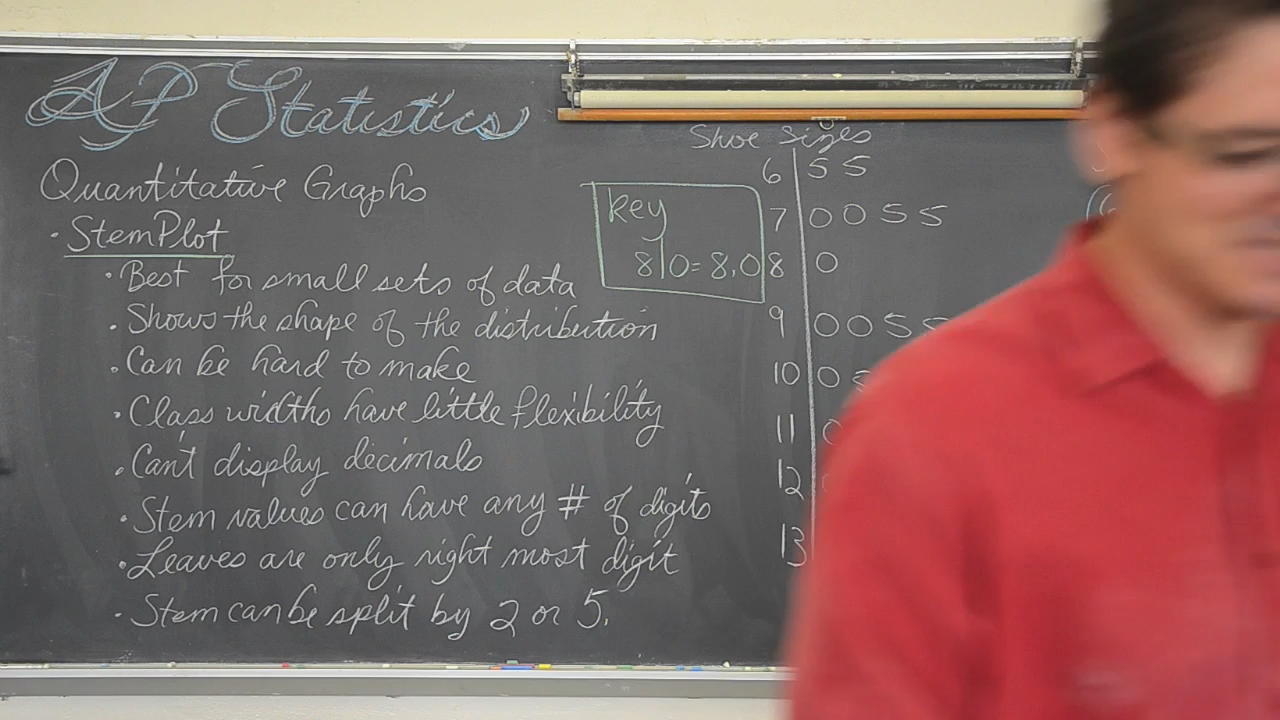 AP Statistics
Quantitative Graphs
· StemPlot
· Best for small sets of data
· Shows the shape of the distribution
· Can be hard to make
· Class widths have little flexibility
· Can't display decimals
· Stem values can have any # of digits
· Leaves are only right most digit
· Stem can be split by 2 or 5.
key
8|0=8.0
Shoe Sizes
6 | 5 5
7 | 0 0 5 5
8 | 0
9 | 0 0 5 5
10 | 0
11 | 0
12 |
13 |